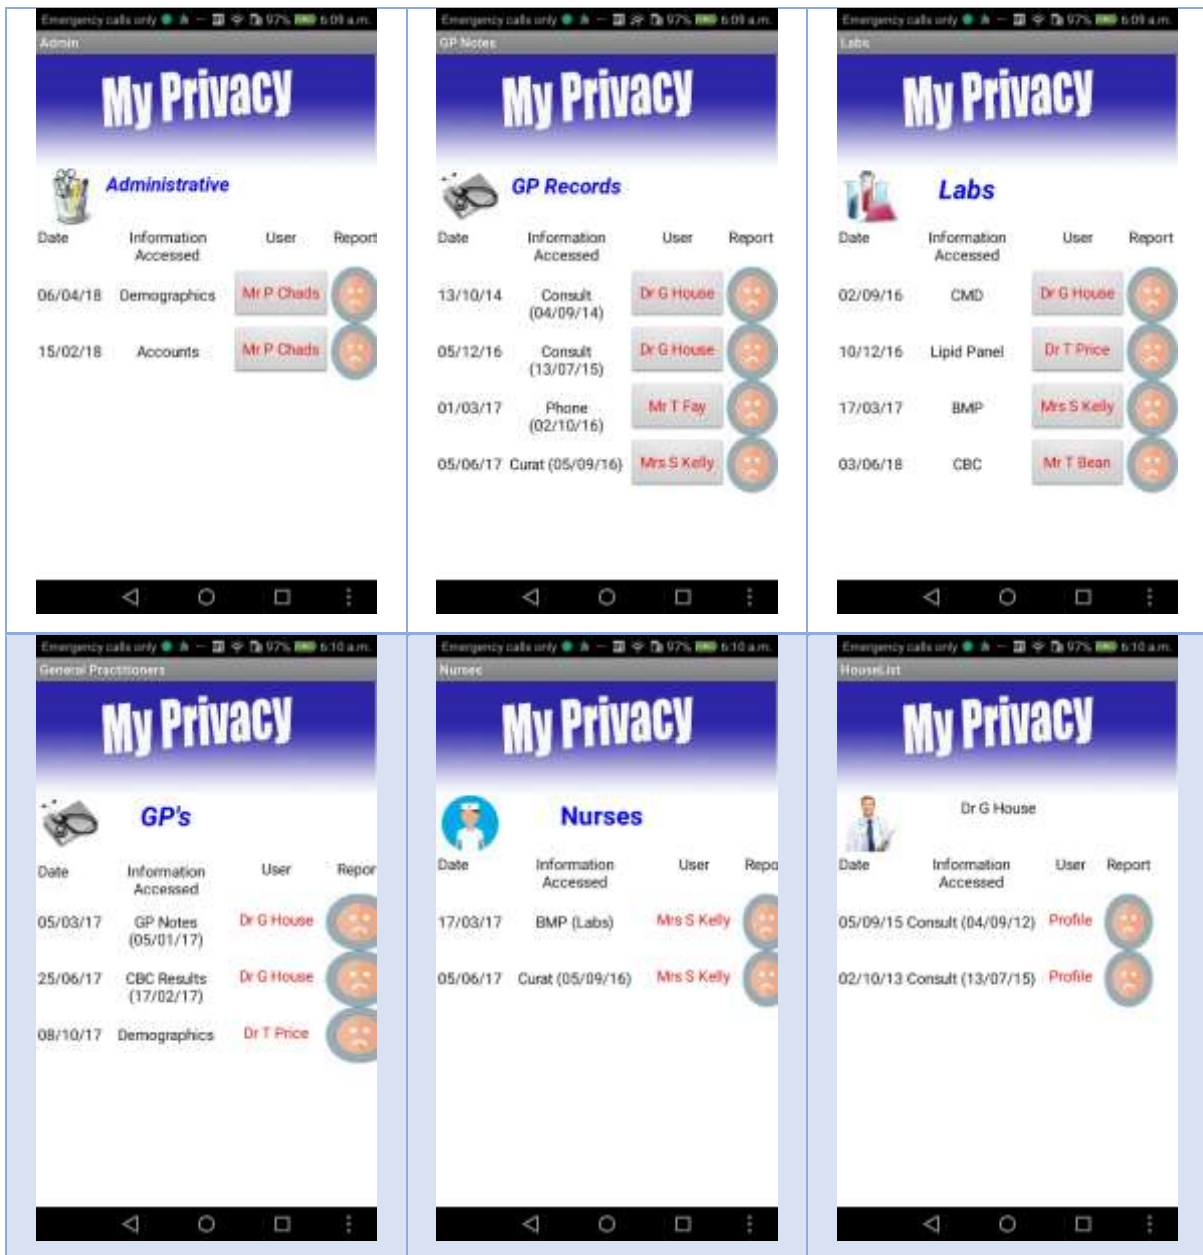 Emergency calls only 97% 6:09 a.m.
Admin
My Privacy
Administrative
Date Information User Report
Accessed
06/04/18 Demographics Mr P Chads
15/02/18 Accounts Mr P Chads
Emergency calls only 97% 6:09 a.m.
GP Notes
My Privacy
GP Records
Date Information User Report
Accessed
13/10/14 Consult Dr G House
(04/09/14)
05/12/16 Consult Dr G House
(13/07/15)
01/03/17 Phone Mr T Fay
(02/10/16)
05/06/17 Curat (05/09/16) Mrs S Kelly
Emergency calls only 97% 6:09 a.m.
Labs
My Privacy
Labs
Date Information User Report
Accessed
02/09/16 CMD Dr G House
10/12/16 Lipid Panel Dr T Price
17/03/17 BMP Mrs S Kelly
03/06/18 CBC Mr T Bean
Emergency calls only 97% 6:10 a.m.
General Practitioners
My Privacy
GP's
Date Information User Repor
Accessed
05/03/17 GP Notes Dr G House
(05/01/17)
25/06/17 CBC Results Dr G House
(17/02/17)
08/10/17 Demographics Dr T Price
Emergency calls only 97% 6:10 a.m.
Nurses
My Privacy
Nurses
Date Information User Repo
Accessed
17/03/17 BMP (Labs) Mrs S Kelly
05/06/17 Curat (05/09/16) Mrs S Kelly
Emergency calls only 97% 6:10 a.m.
HouseList
My Privacy
Dr G House
Date Information User Report
Accessed
05/09/15 Consult (04/09/12) Profile
02/10/13 Consult (13/07/15) Profile